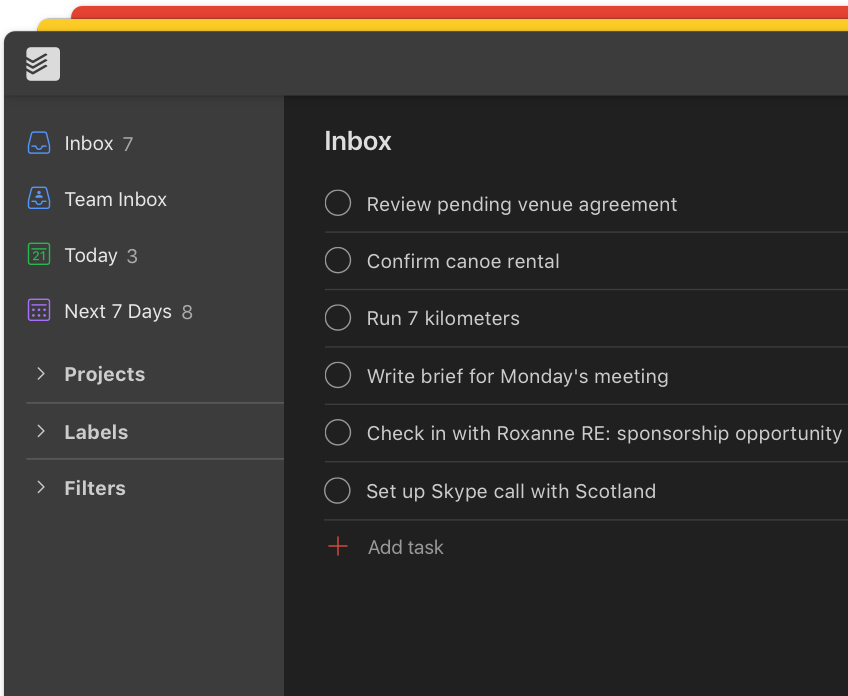 Inbox 7
Team Inbox
21
Today 3
Next 7 Days 8
Projects
Labels
Filters
Inbox
Review pending venue agreement
Confirm canoe rental
Run 7 kilometers
Write brief for Monday's meeting
Check in with Roxanne RE: sponsorship opportunity
Set up Skype call with Scotland
Add task